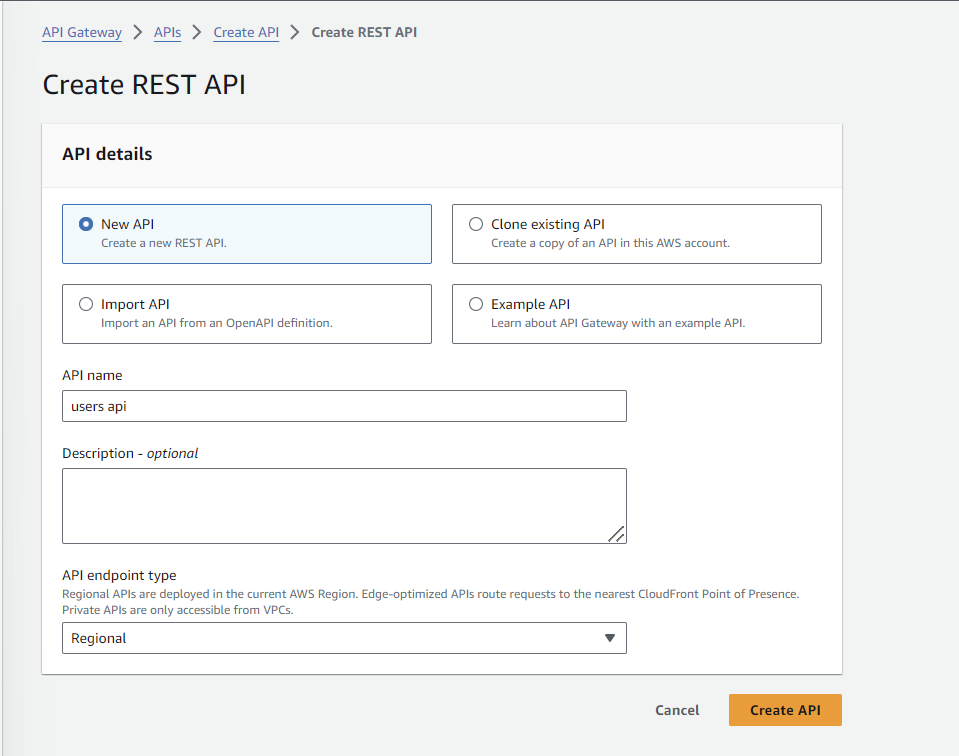 API Gateway > APIs > Create API > Create REST API
Create REST API
API details
New API
Create a new REST API.
Clone existing API
Create a copy of an API in this AWS account.
Import API
Import an API from an OpenAPI definition.
Example API
Learn about API Gateway with an example API.
API name
users api
Description - optional
API endpoint type
Regional APIs are deployed in the current AWS Region. Edge-optimized APIs route requests to the nearest CloudFront Point of Presence.
Private APIs are only accessible from VPCs.
Regional
Cancel
Create API